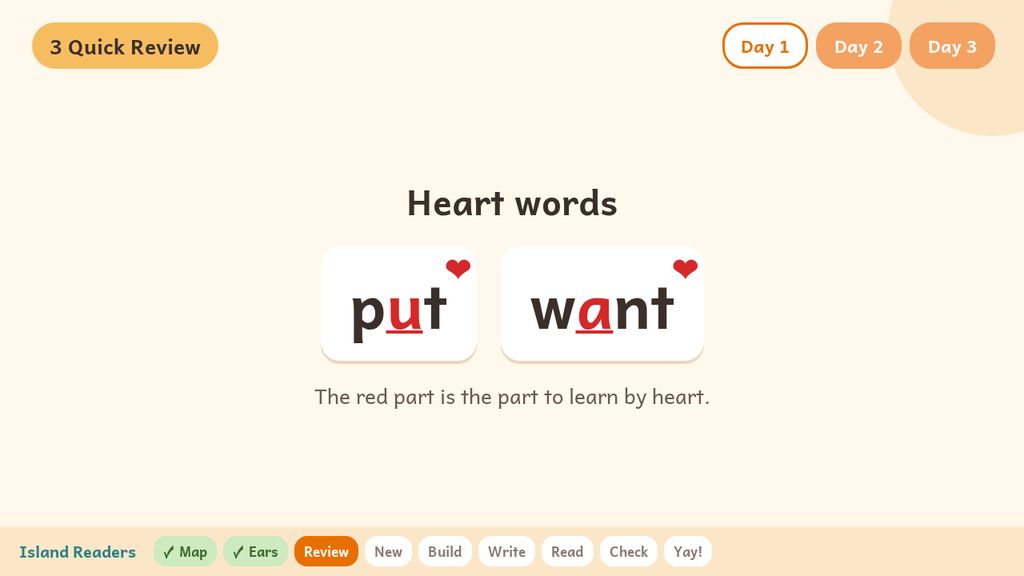 3 Quick Review
Day 1
Day 2
Day 3
Heart words
put
want
The red part is the part to learn by heart.
Island Readers
✓ Map
✓ Ears
Review
New
Build
Write
Read
Check
Yay!